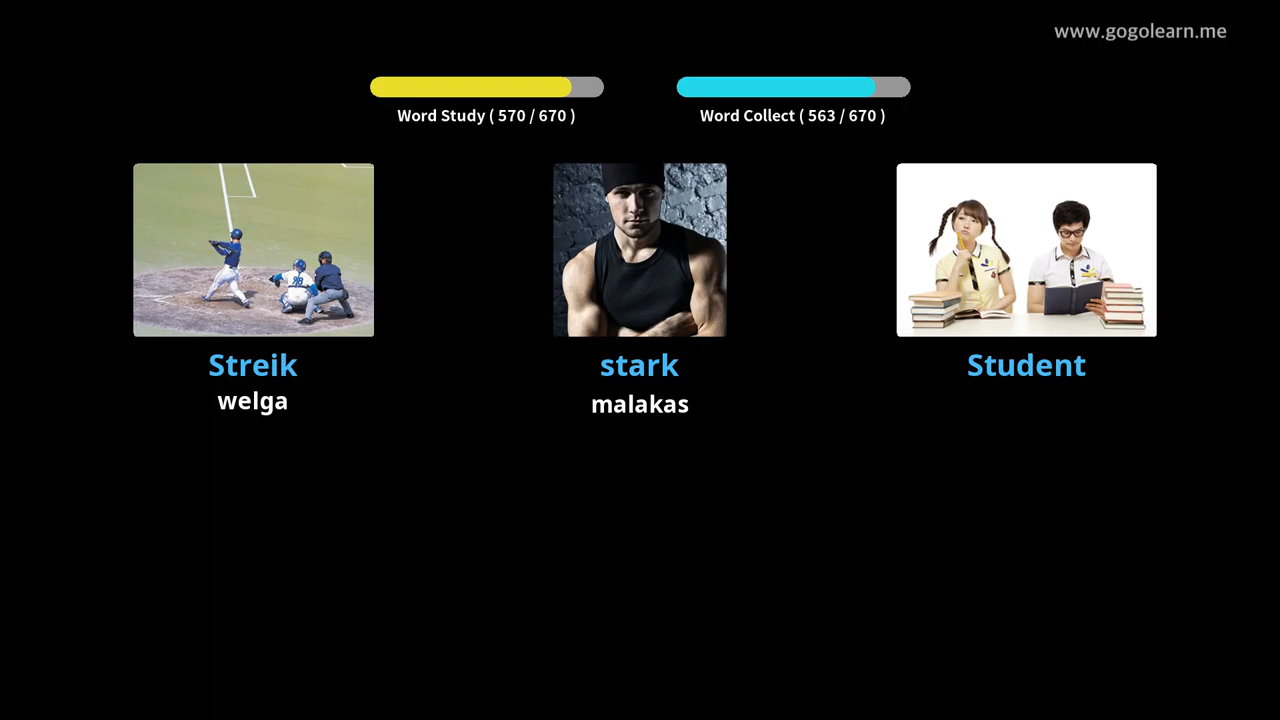 www.gogolearn.me
Word Study ( 570 / 670 )
Word Collect ( 563 / 670 )
Streik
welga
stark
malakas
Student